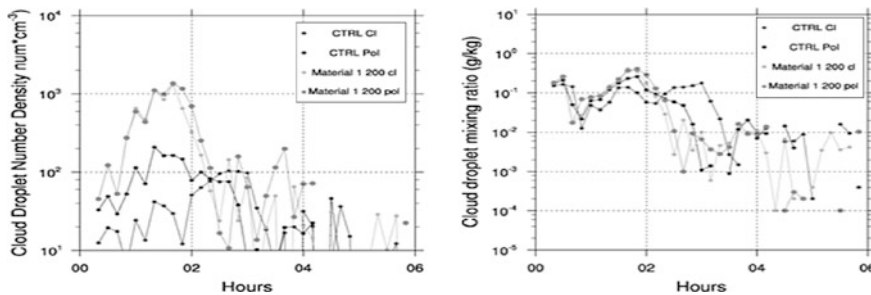 Cloud Droplet Number Density num*cm⁻³)
10⁴
10³
10²
10¹
00
02
04
06
Hours
CTRL Cl
CTRL Pol
Material 1 200 cl
Material 1 200 pol
Cloud droplet mixing ratio (g/kg)
10¹
10⁰
10⁻¹
10⁻²
10⁻³
10⁻⁴
10⁻⁵
00
02
04
06
Hours
CTRL Cl
CTRL Pol
Material 1 200 cl
Material 1 200 pol